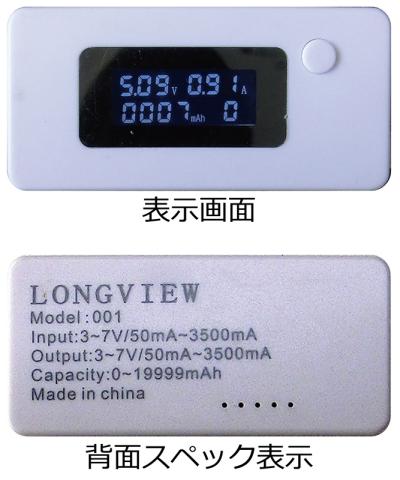 5.09V 0.91A
0007mAh 0
表示画面
LONGVIEW
Model:001
Input:3~7V/50mA~3500mA
Output:3~7V/50mA~3500mA
Capacity:0~19999mAh
Made in china
背面スペック表示